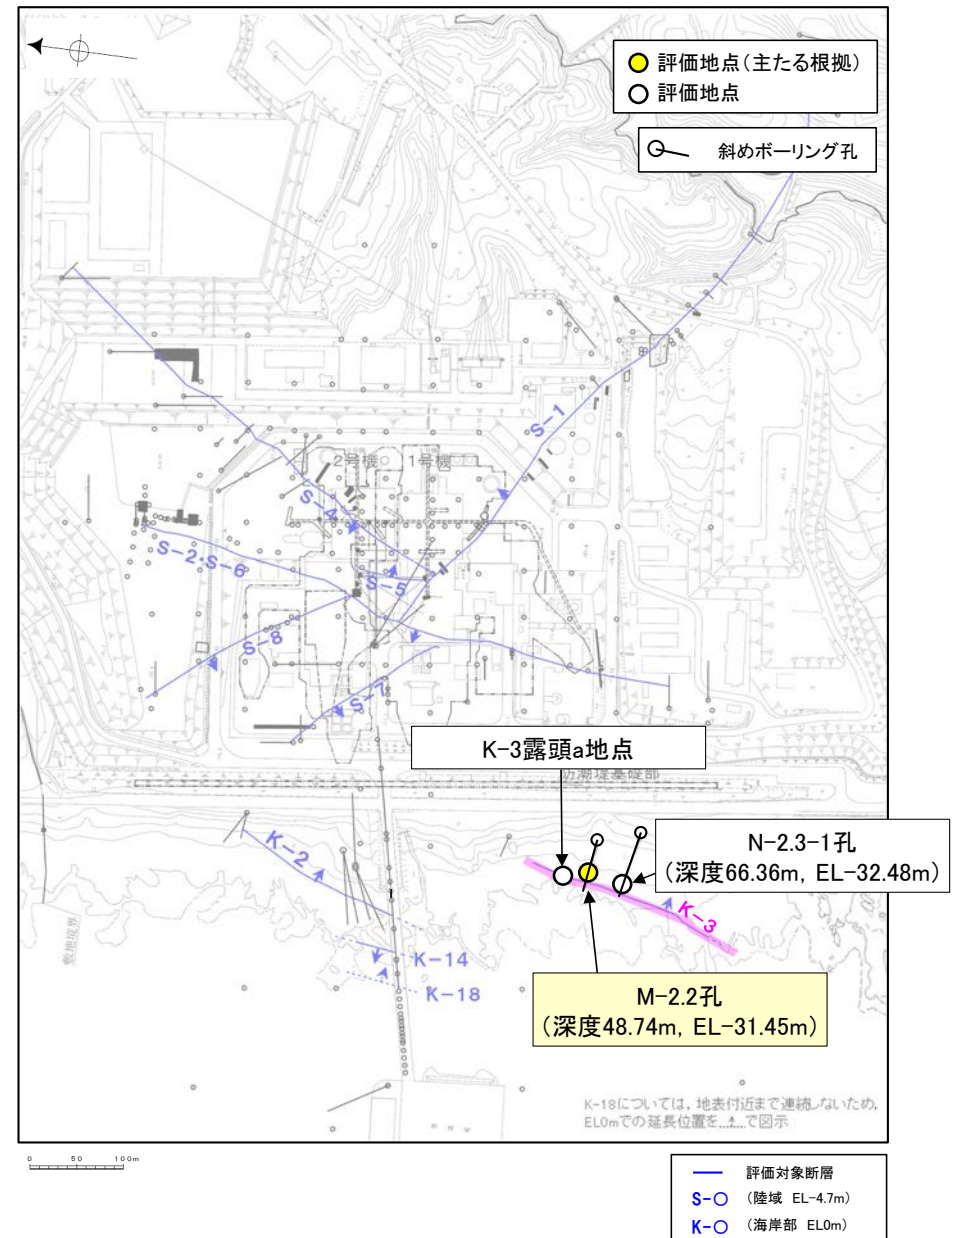 評価地点(主たる根拠)
評価地点
斜めボーリング孔
S-1
2号機
1号機
S-4
S-2・S-6
S-5
S-8
S-7
K-3露頭a地点
防潮堤基礎部
N-2.3-1孔
(深度66.36m, EL-32.48m)
K-2
K-3
敷地境界
K-14
K-18
M-2.2孔
(深度48.74m, EL-31.45m)
K-18については、地表付近まで連続しないため,
EL0mでの延長位置を...で図示
0 50 100m
評価対象断層
S-○ (陸域 EL-4.7m)
K-○ (海岸部 EL0m)